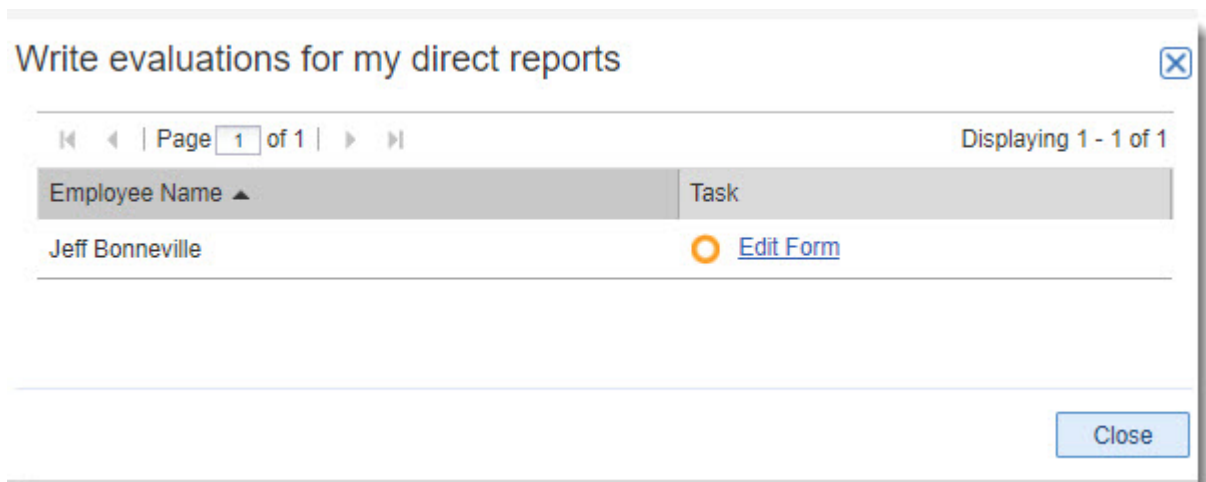 Write evaluations for my direct reports
Page 1 of 1 Displaying 1 - 1 of 1
Employee Name Task
Jeff Bonneville Edit Form
Close